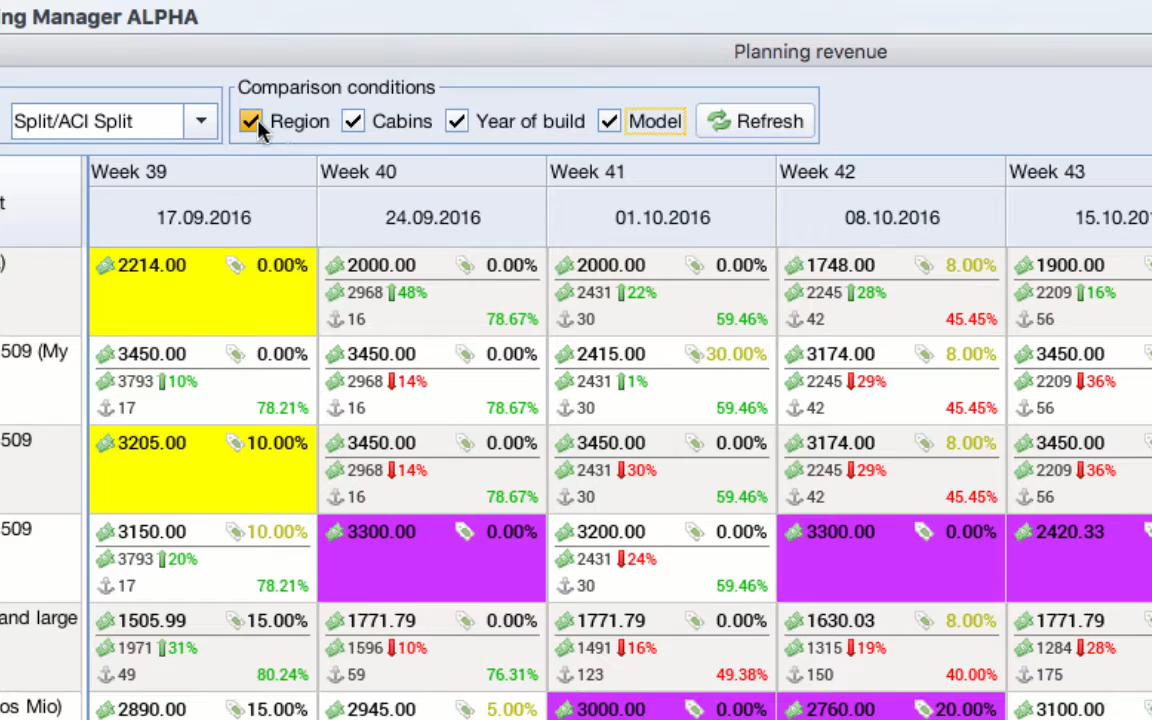 ing Manager ALPHA
Planning revenue
Comparison conditions
Split/ACI Split Region Cabins Year of build Model Refresh
Week 39 Week 40 Week 41 Week 42 Week 43
t 17.09.2016 24.09.2016 01.10.2016 08.10.2016 15.10.20
) 2214.00 0.00% 2000.00 0.00% 2000.00 0.00% 1748.00 8.00% 1900.00
2968 48% 2431 22% 2245 28% 2209 16%
16 78.67% 30 59.46% 42 45.45% 56
509 (My 3450.00 0.00% 3450.00 0.00% 2415.00 30.00% 3174.00 8.00% 3450.00
3793 10% 2968 14% 2431 1% 2245 29% 2209 36%
17 78.21% 16 78.67% 30 59.46% 42 45.45% 56
509 3205.00 10.00% 3450.00 0.00% 3450.00 0.00% 3174.00 8.00% 3450.00
2968 14% 2431 30% 2245 29% 2209 36%
16 78.67% 30 59.46% 42 45.45% 56
509 3150.00 10.00% 3300.00 0.00% 3200.00 0.00% 3300.00 0.00% 2420.33
3793 20% 2431 24%
17 78.21% 30 59.46%
and large 1505.99 15.00% 1771.79 0.00% 1771.79 0.00% 1630.03 8.00% 1771.79
1971 31% 1596 10% 1491 16% 1315 19% 1284 28%
49 80.24% 59 76.31% 123 49.38% 150 40.00% 175
os Mio) 2890.00 15.00% 2945.00 5.00% 3000.00 0.00% 2760.00 20.00% 3100.00